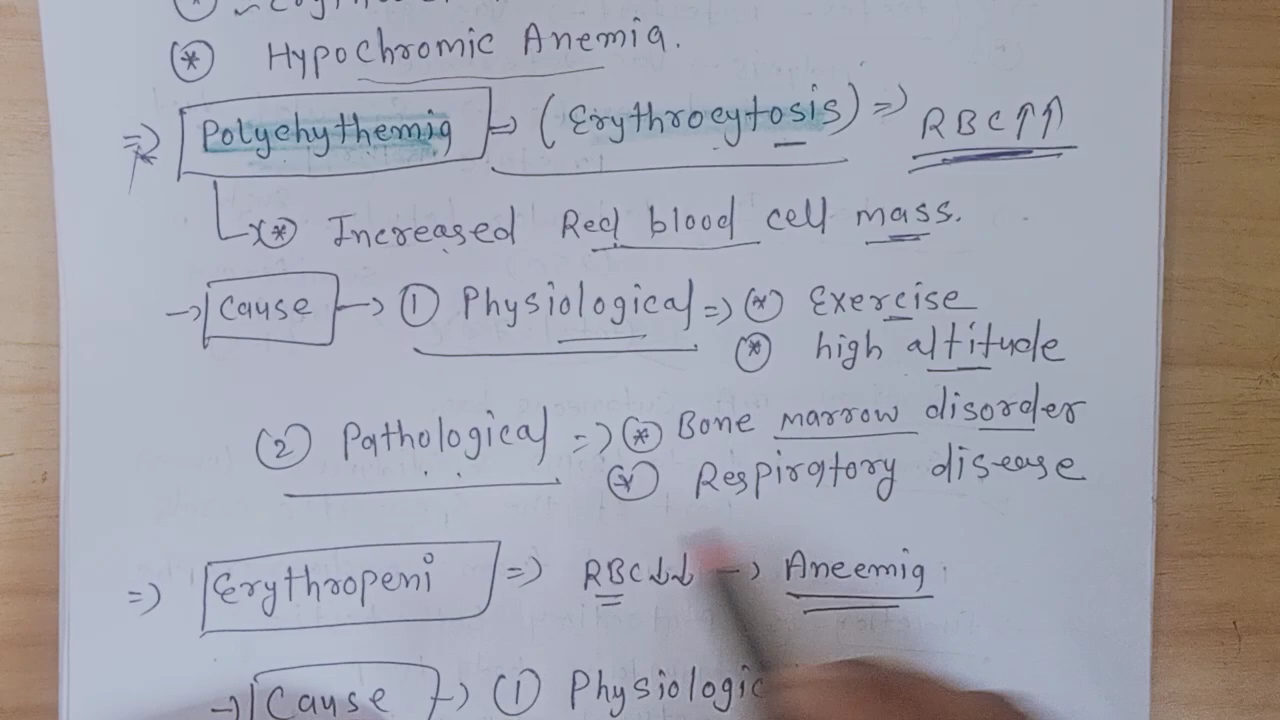 (*) Hypochromic Anemia.
=> Polychythemia => (Erythrocytosis) => RBC↑↑
(*) Increased Red blood cell mass.
-> Cause -> (1) Physiological => (*) Exercise
(*) high altitude
(2) Pathological => (*) Bone marrow disorder
(*) Respiratory disease
=> Erythropeni => RBC↓↓ -> Aneemia
-> Cause -> (1) Physiologic